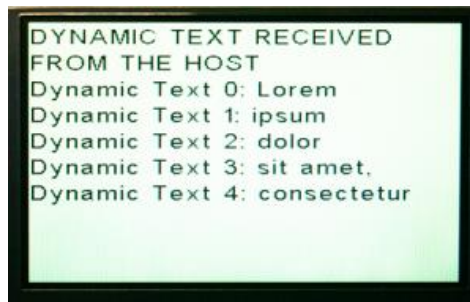 DYNAMIC TEXT RECEIVED
FROM THE HOST
Dynamic Text 0: Lorem
Dynamic Text 1: ipsum
Dynamic Text 2: dolor
Dynamic Text 3: sit amet,
Dynamic Text 4: consectetur